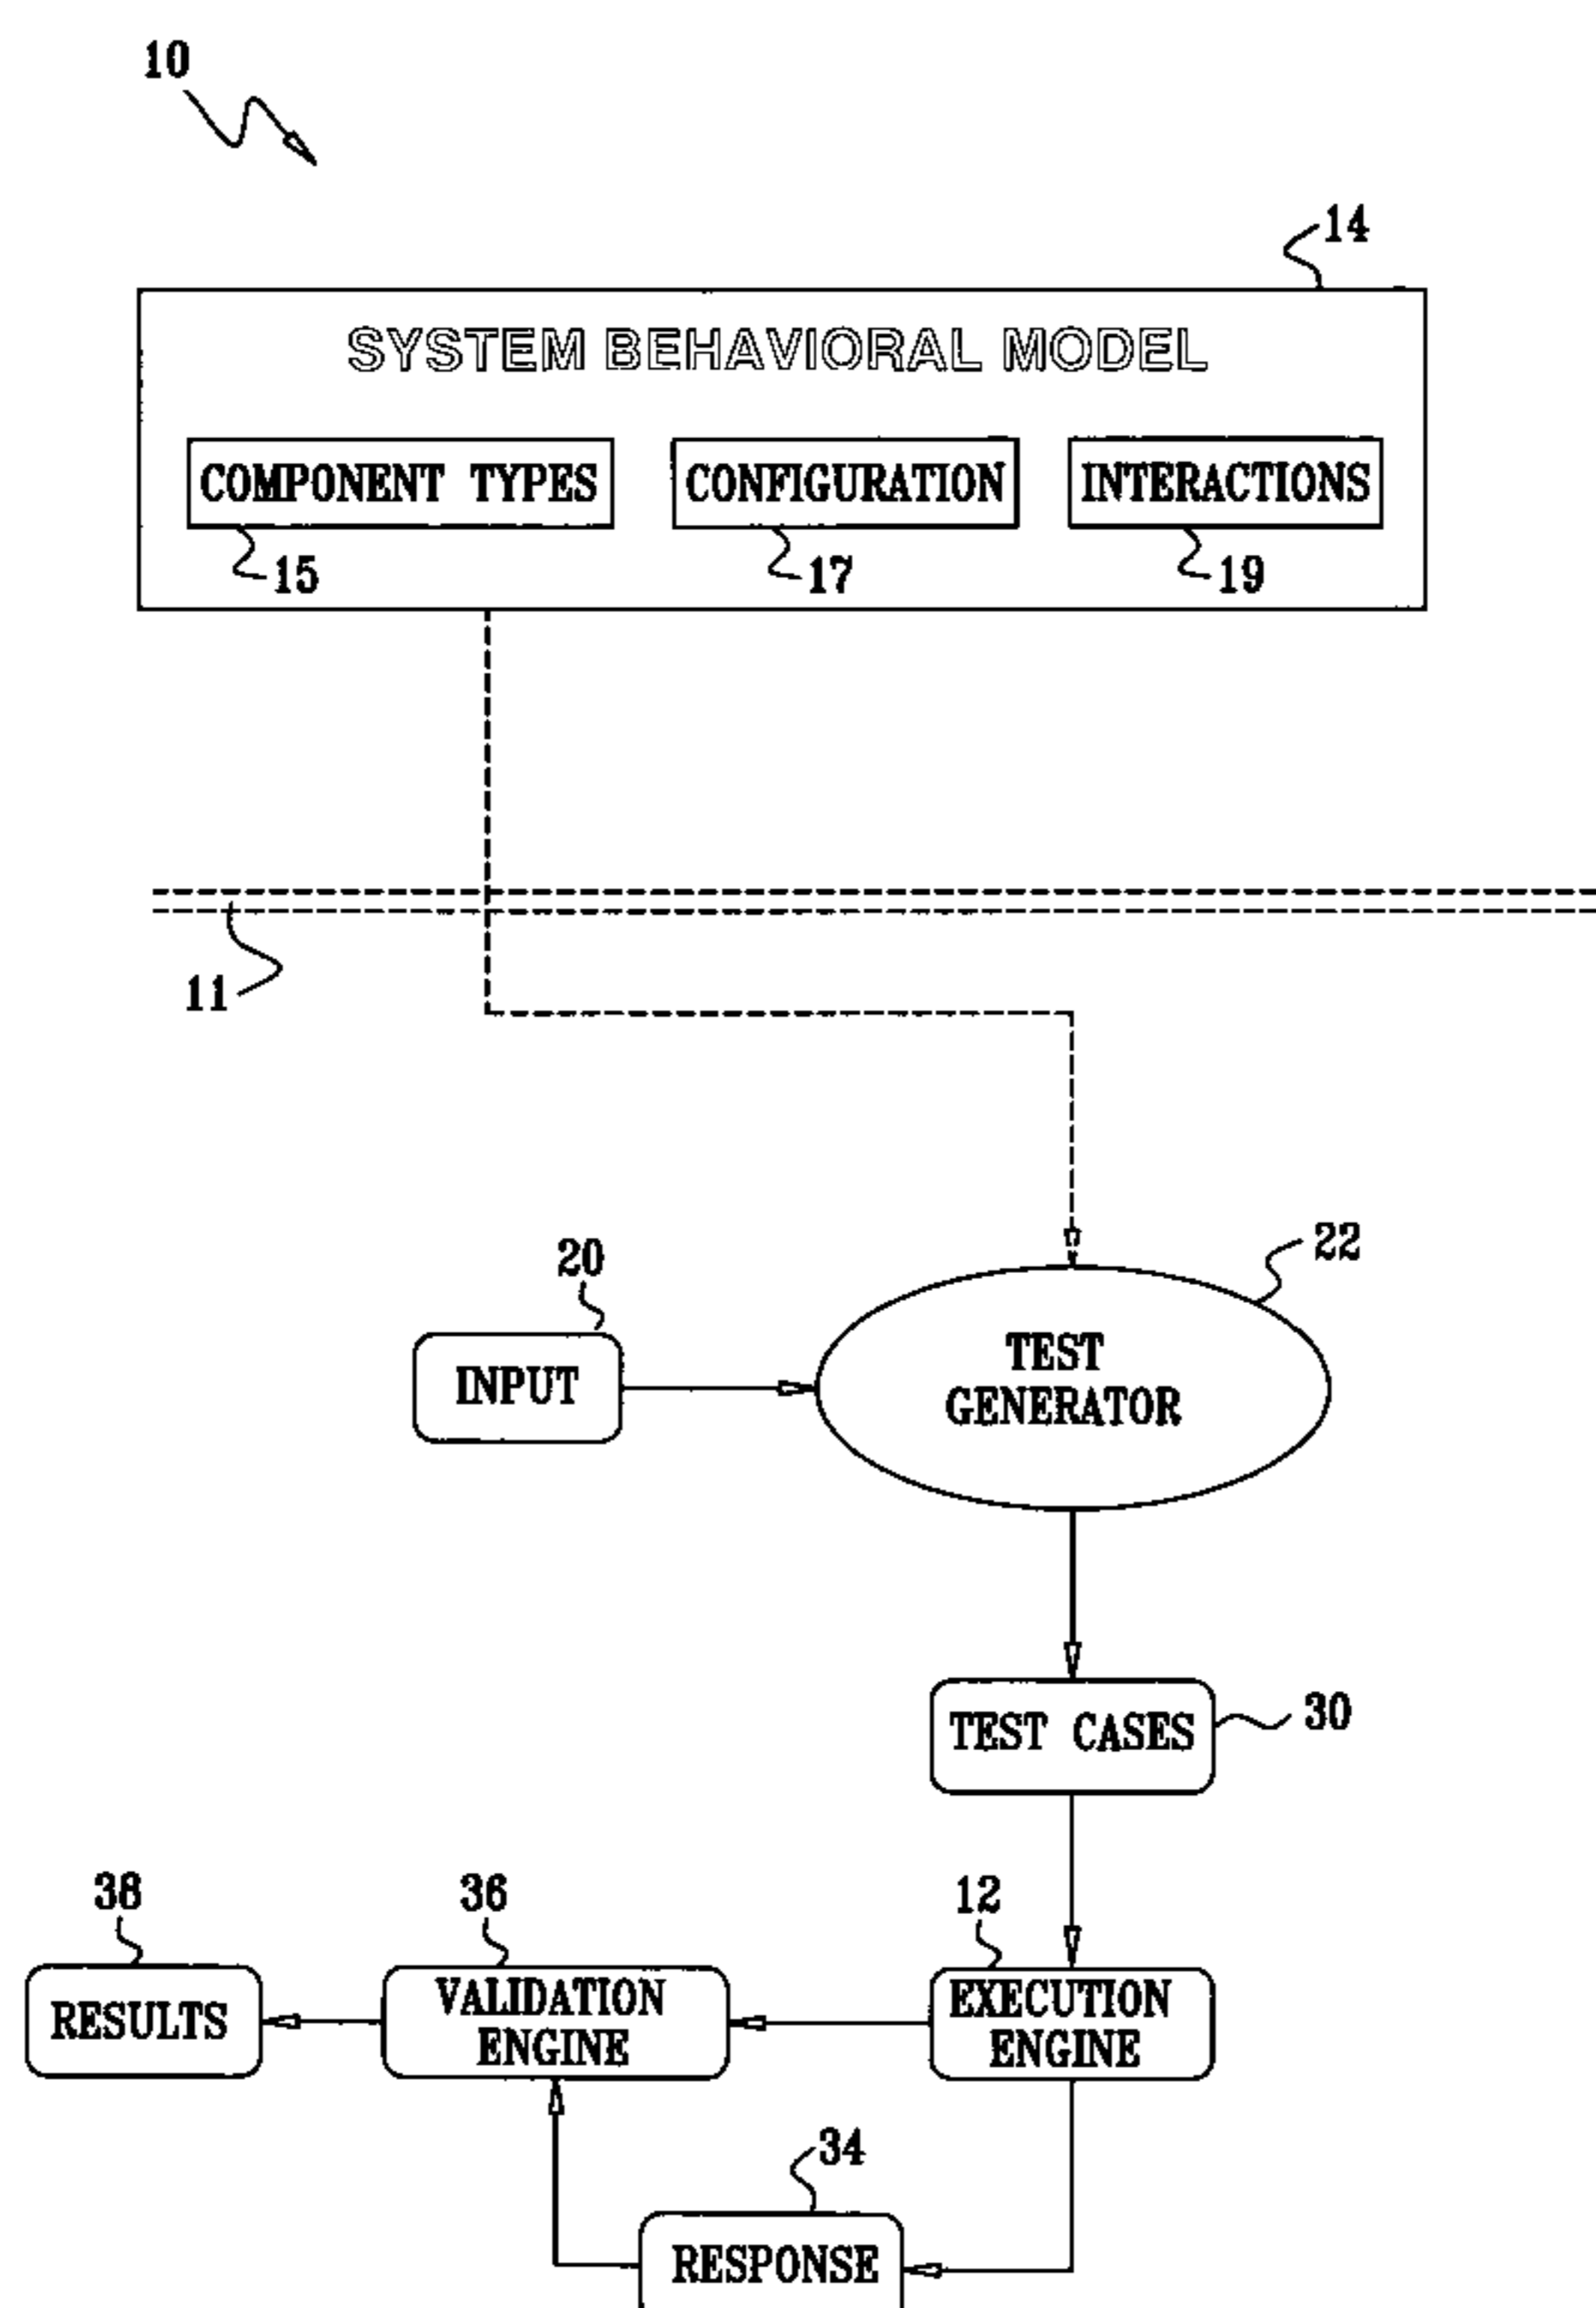 10
14
SYSTEM BEHAVIORAL MODEL
COMPONENT TYPES
CONFIGURATION
INTERACTIONS
15
17
19
11
20
22
INPUT
TEST
GENERATOR
TEST CASES
30
38
36
12
RESULTS
VALIDATION
ENGINE
EXECUTION
ENGINE
34
RESPONSE